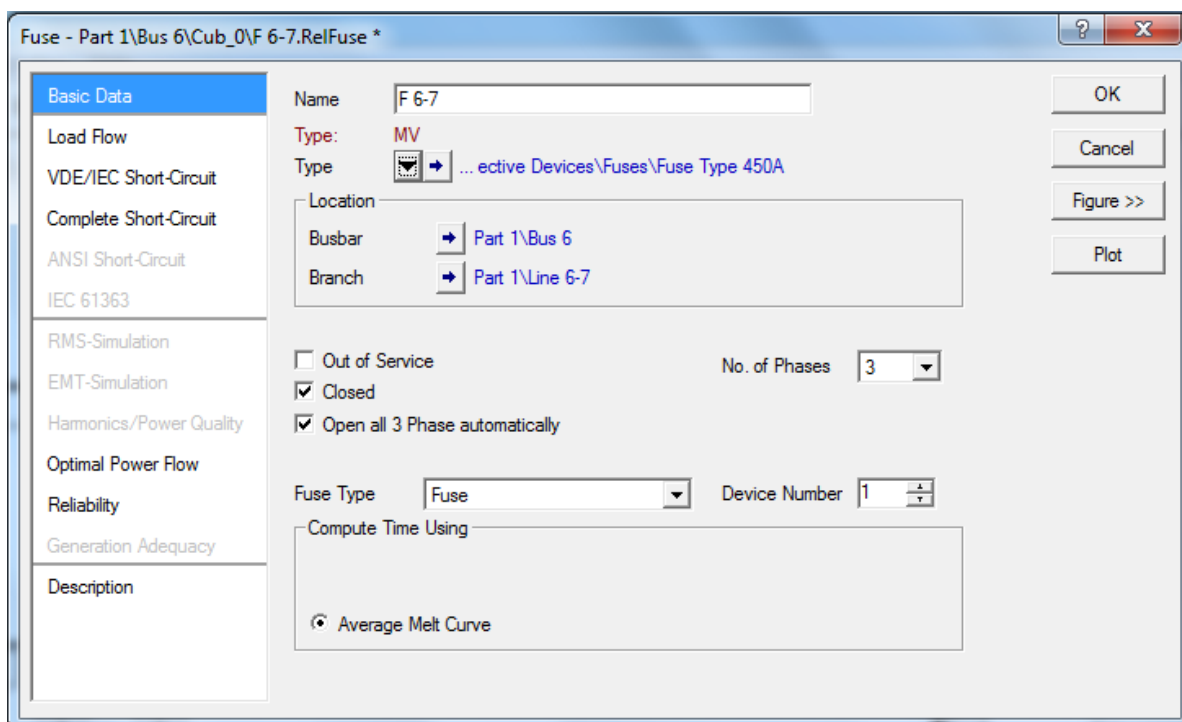 Fuse - Part 1\Bus 6\Cub_0\F 6-7.RelFuse *
?
X
Basic Data
Load Flow
VDE/IEC Short-Circuit
Complete Short-Circuit
ANSI Short-Circuit
IEC 61363
RMS-Simulation
EMT-Simulation
Harmonics/Power Quality
Optimal Power Flow
Reliability
Generation Adequacy
Description
Name F 6-7
Type: MV
Type ... ective Devices\Fuses\Fuse Type 450A
Location
Busbar Part 1\Bus 6
Branch Part 1\Line 6-7
Out of Service
No. of Phases 3
Closed
Open all 3 Phase automatically
Fuse Type Fuse
Device Number 1
Compute Time Using
Average Melt Curve
OK
Cancel
Figure >>
Plot